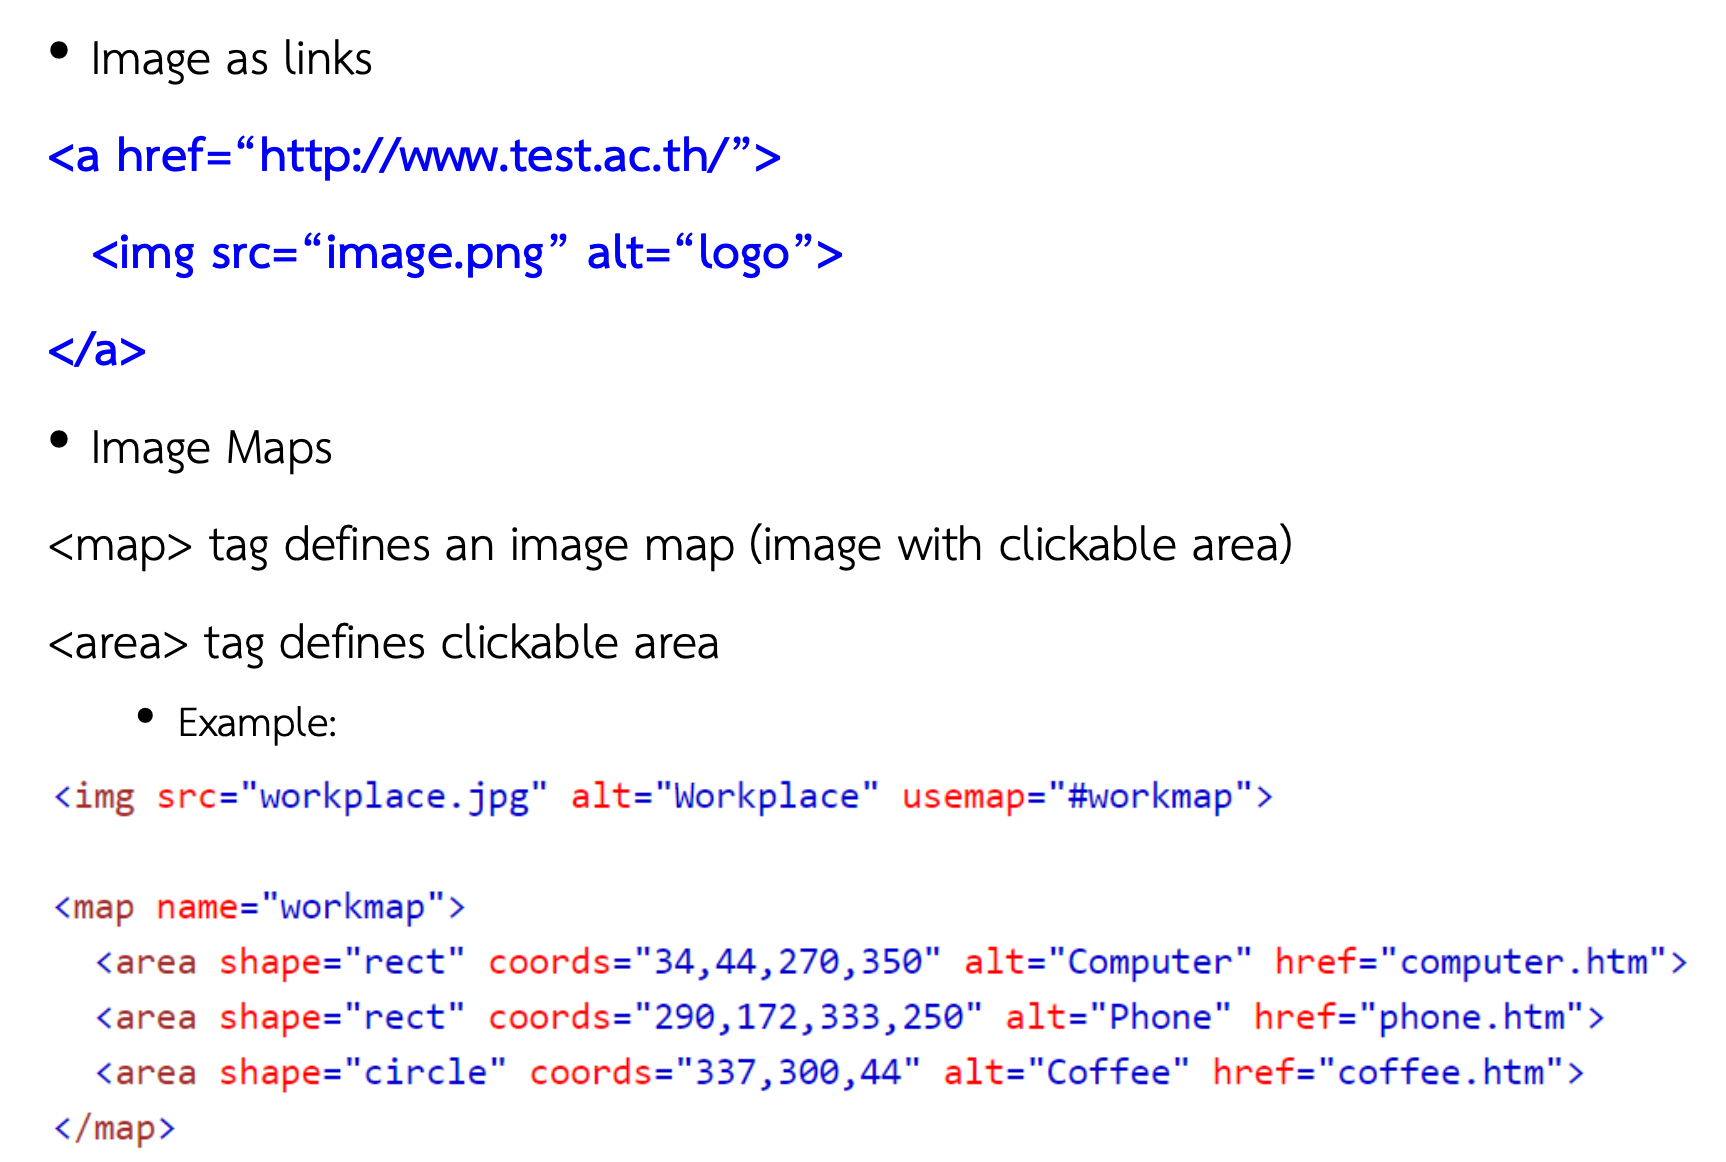 • Image as links
<a href=“http://www.test.ac.th/”>
<img src=“image.png” alt=“logo”>
</a>
• Image Maps
<map> tag defines an image map (image with clickable area)
<area> tag defines clickable area
• Example:
<img src="workplace.jpg" alt="Workplace" usemap="#workmap">
<map name="workmap">
<area shape="rect" coords="34,44,270,350" alt="Computer" href="computer.htm">
<area shape="rect" coords="290,172,333,250" alt="Phone" href="phone.htm">
<area shape="circle" coords="337,300,44" alt="Coffee" href="coffee.htm">
</map>